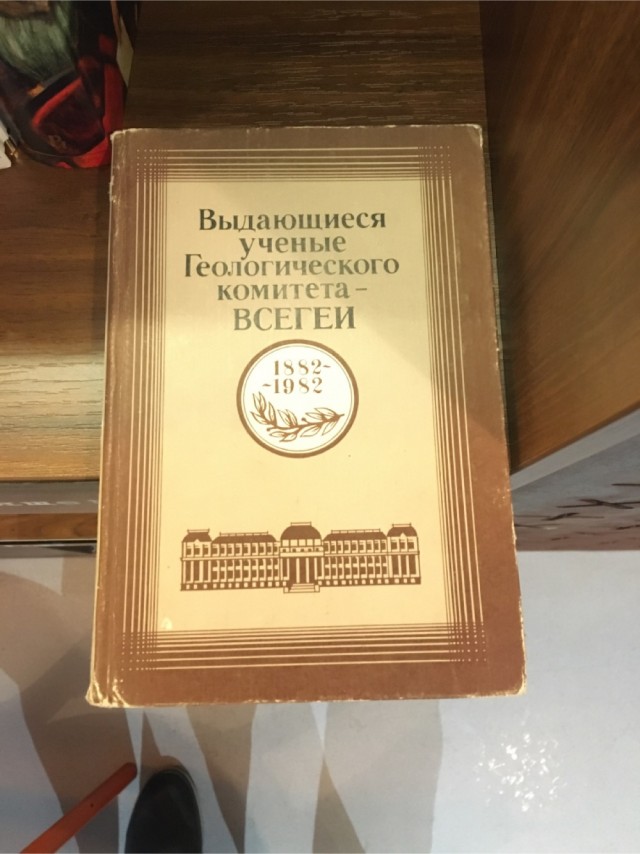 Выдающиеся
ученые
Геологического
комитета –
ВСЕГЕИ
1882-
-1982